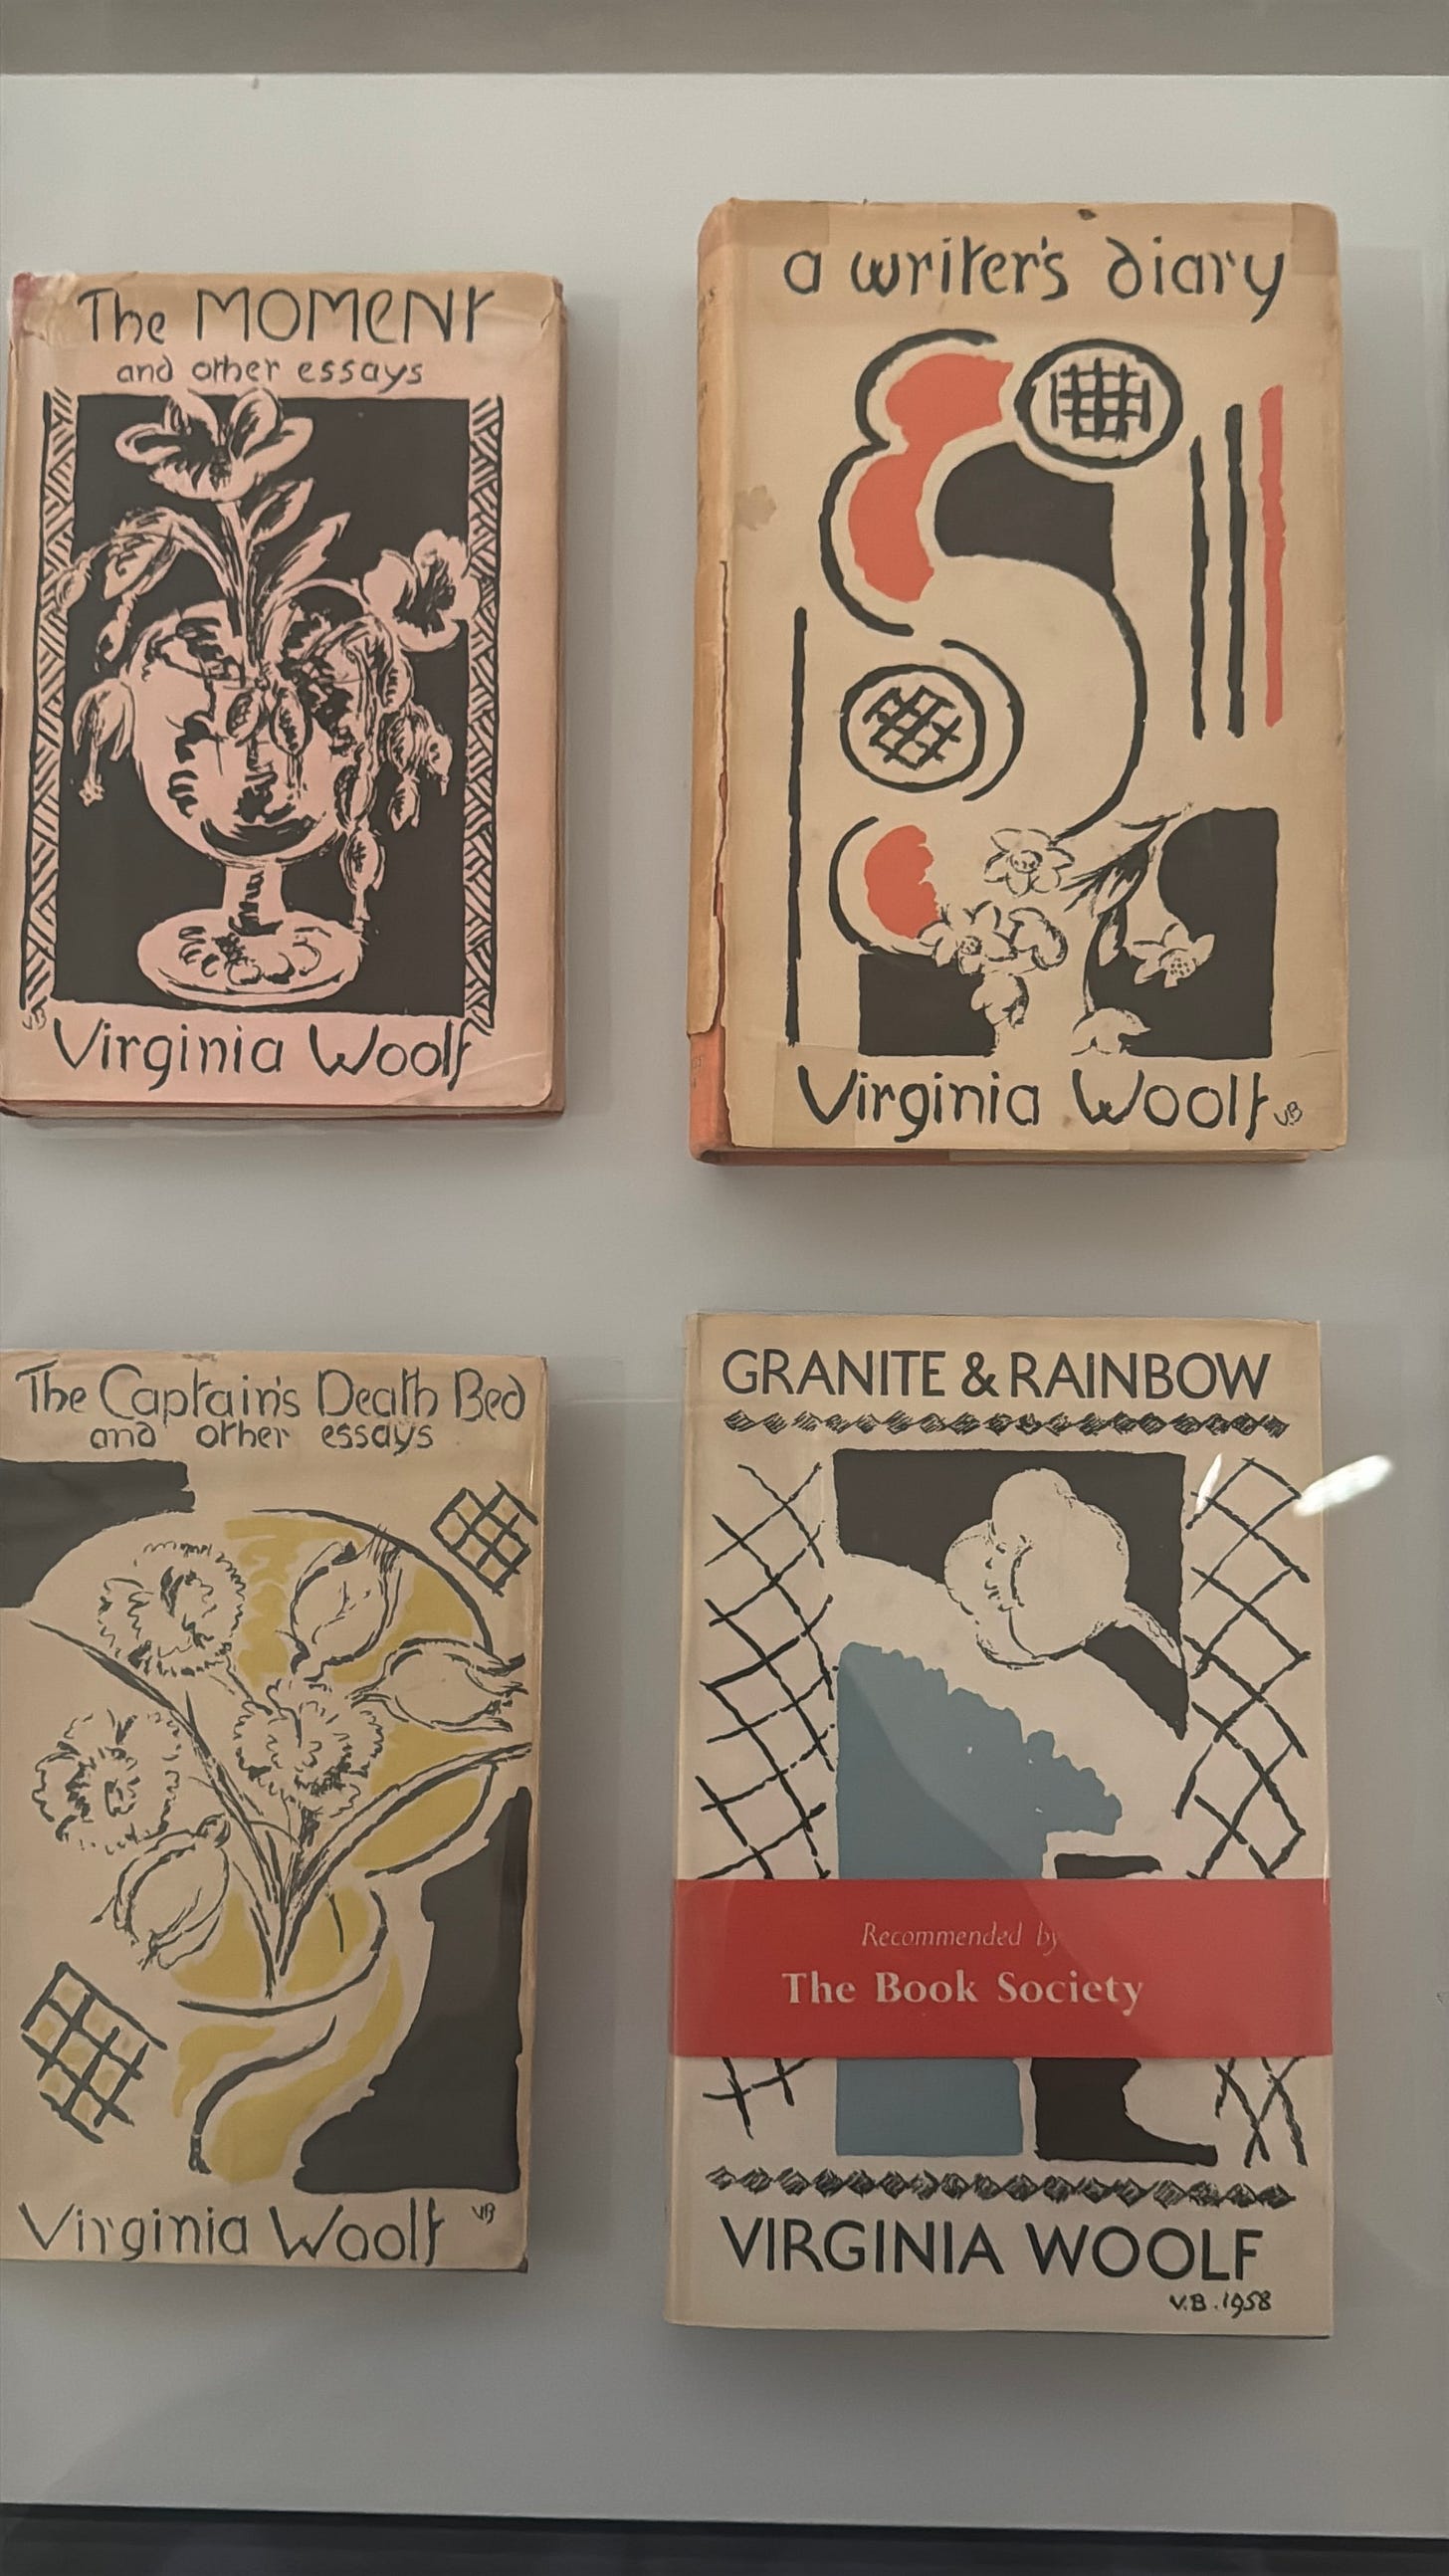 The MOMENT
and other essays
VB
Virginia Woolf
a writer's diary
Virginia Woolf
VB
The Captain's Death Bed
and other essays
Virginia Woolf
VB
GRANITE & RAINBOW
Recommended by
The Book Society
VIRGINIA WOOLF
V.B. 1958